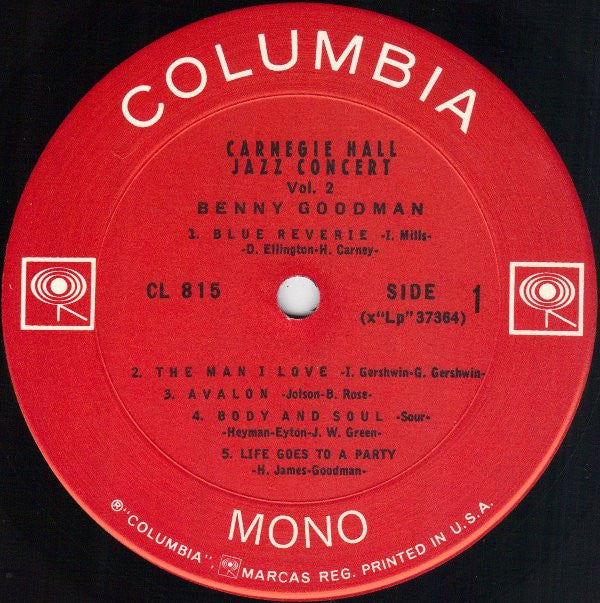 COLUMBIA
CARNEGIE HALL
JAZZ CONCERT
Vol. 2
BENNY GOODMAN
1. BLUE REVERIE -I. Mills-
-D. Ellington-H. Carney-
CL 815
SIDE 1
(x"Lp"37364)
2. THE MAN I LOVE -I. Gershwin-G. Gershwin-
3. AVALON -Jolson-B. Rose-
4. BODY AND SOUL -Sour-
-Heyman-Eyton-J. W. Green-
5. LIFE GOES TO A PARTY
-H. James-Goodman-
MONO
®"COLUMBIA", MARCAS REG. PRINTED IN U.S.A.